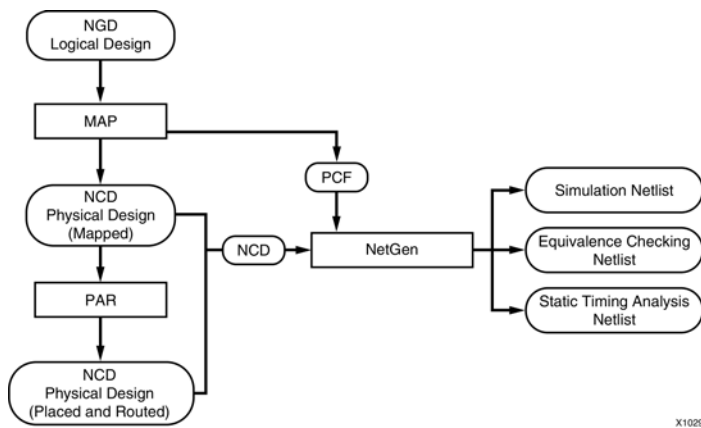 NGD
Logical Design
MAP
PCF
NCD
Physical Design
(Mapped)
NCD
NetGen
Simulation Netlist
Equivalence Checking
Netlist
Static Timing Analysis
Netlist
PAR
NCD
Physical Design
(Placed and Routed)
X1029